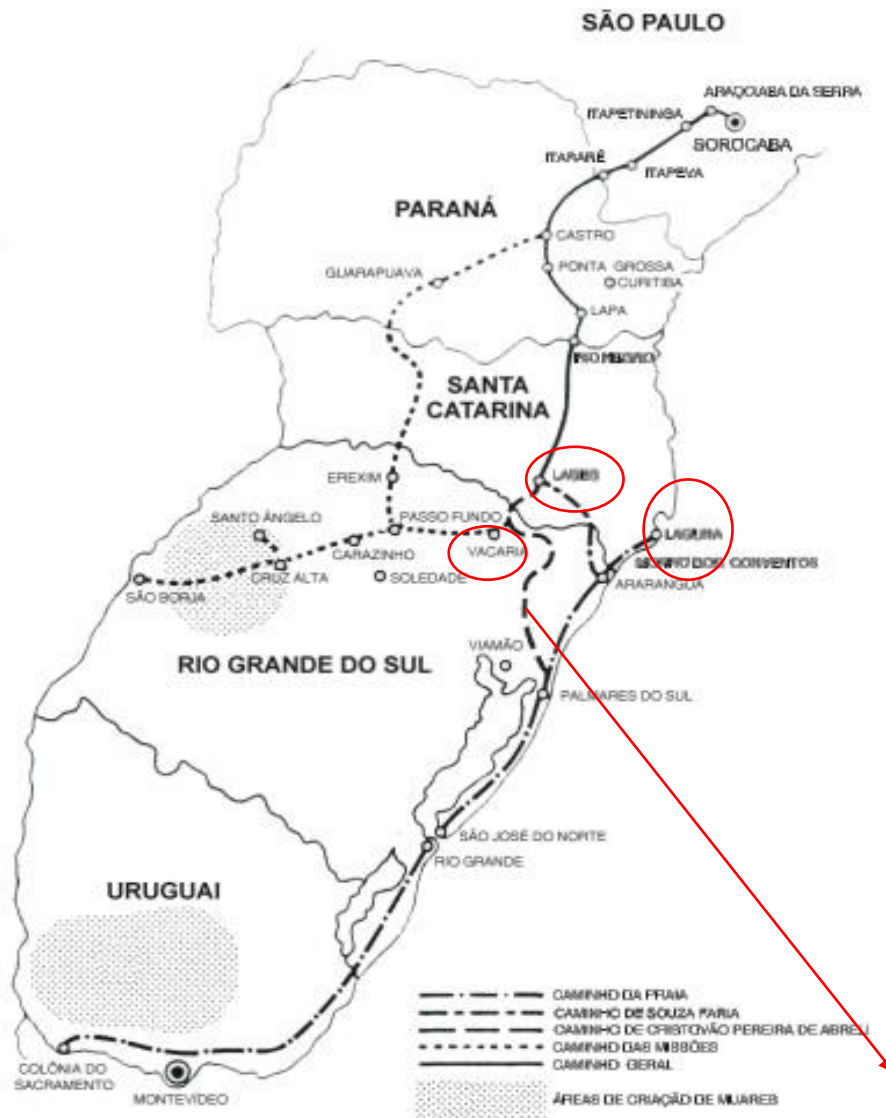 SÃO PAULO
ARAÇOIABA DA SERRA
ITAPETININGA
SOROCABA
ITARARÉ
ITAPEVA
PARANÁ
CASTRO
GUARAPUAVA
PONTA GROSSA
CURITIBA
LAPA
RIO NEGRO
SANTA
CATARINA
LAGES
EREXIM
SANTO ÂNGELO
PASSO FUNDO
LAGUNA
CARAZINHO
VACARIA
MORRO DOS CONVENTOS
CRUZ ALTA
SOLEDADE
ARARANGUÁ
SÃO BORJA
VIAMÃO
RIO GRANDE DO SUL
PALMARES DO SUL
SÃO JOSÉ DO NORTE
RIO GRANDE
URUGUAI
CAMINHO DA PRAIA
CAMINHO DE SOUZA FARIA
CAMINHO DE CRISTOVÃO PEREIRA DE ABREU
CAMINHO DAS MISSÕES
CAMINHO GERAL
COLÔNIA DO
SACRAMENTO
MONTEVÍDEO
ÁREAS DE CRIAÇÃO DE MUARES